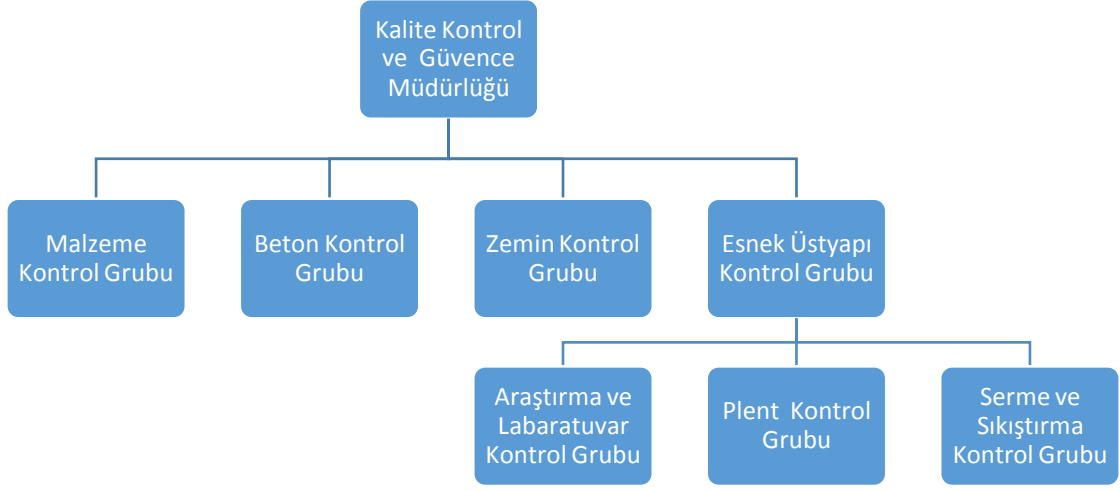 Kalite Kontrol
ve Güvence
Müdürlüğü
Malzeme
Kontrol Grubu
Beton Kontrol
Grubu
Zemin Kontrol
Grubu
Esnek Üstyapı
Kontrol Grubu
Araştırma ve
Labaratuvar
Kontrol Grubu
Plent Kontrol
Grubu
Serme ve
Sıkıştırma
Kontrol Grubu